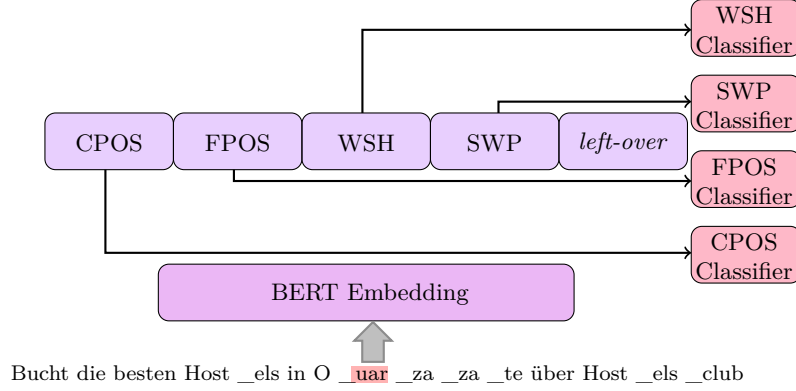 WSH
Classifier
SWP
Classifier
CPOS FPOS WSH SWP left-over
FPOS
Classifier
CPOS
Classifier
BERT Embedding
Bucht die besten Host _els in O _uar _za _za _te über Host _els _club